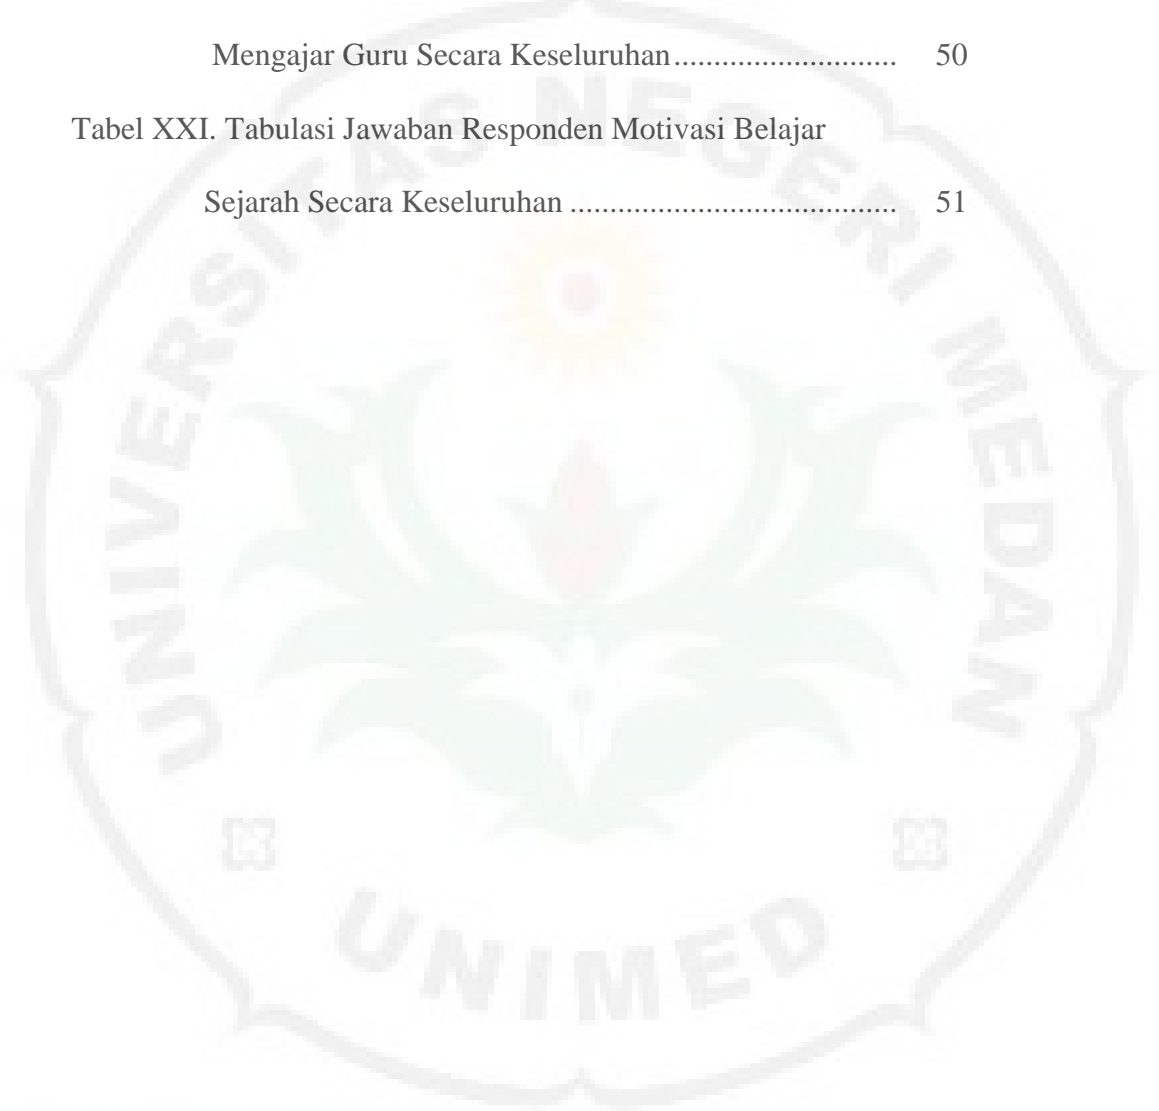 Mengajar Guru Secara Keseluruhan............................ 50
Tabel XXI. Tabulasi Jawaban Responden Motivasi Belajar
Sejarah Secara Keseluruhan ......................................... 51
UNIVERSITAS NEGERI MEDAN
UNIMED